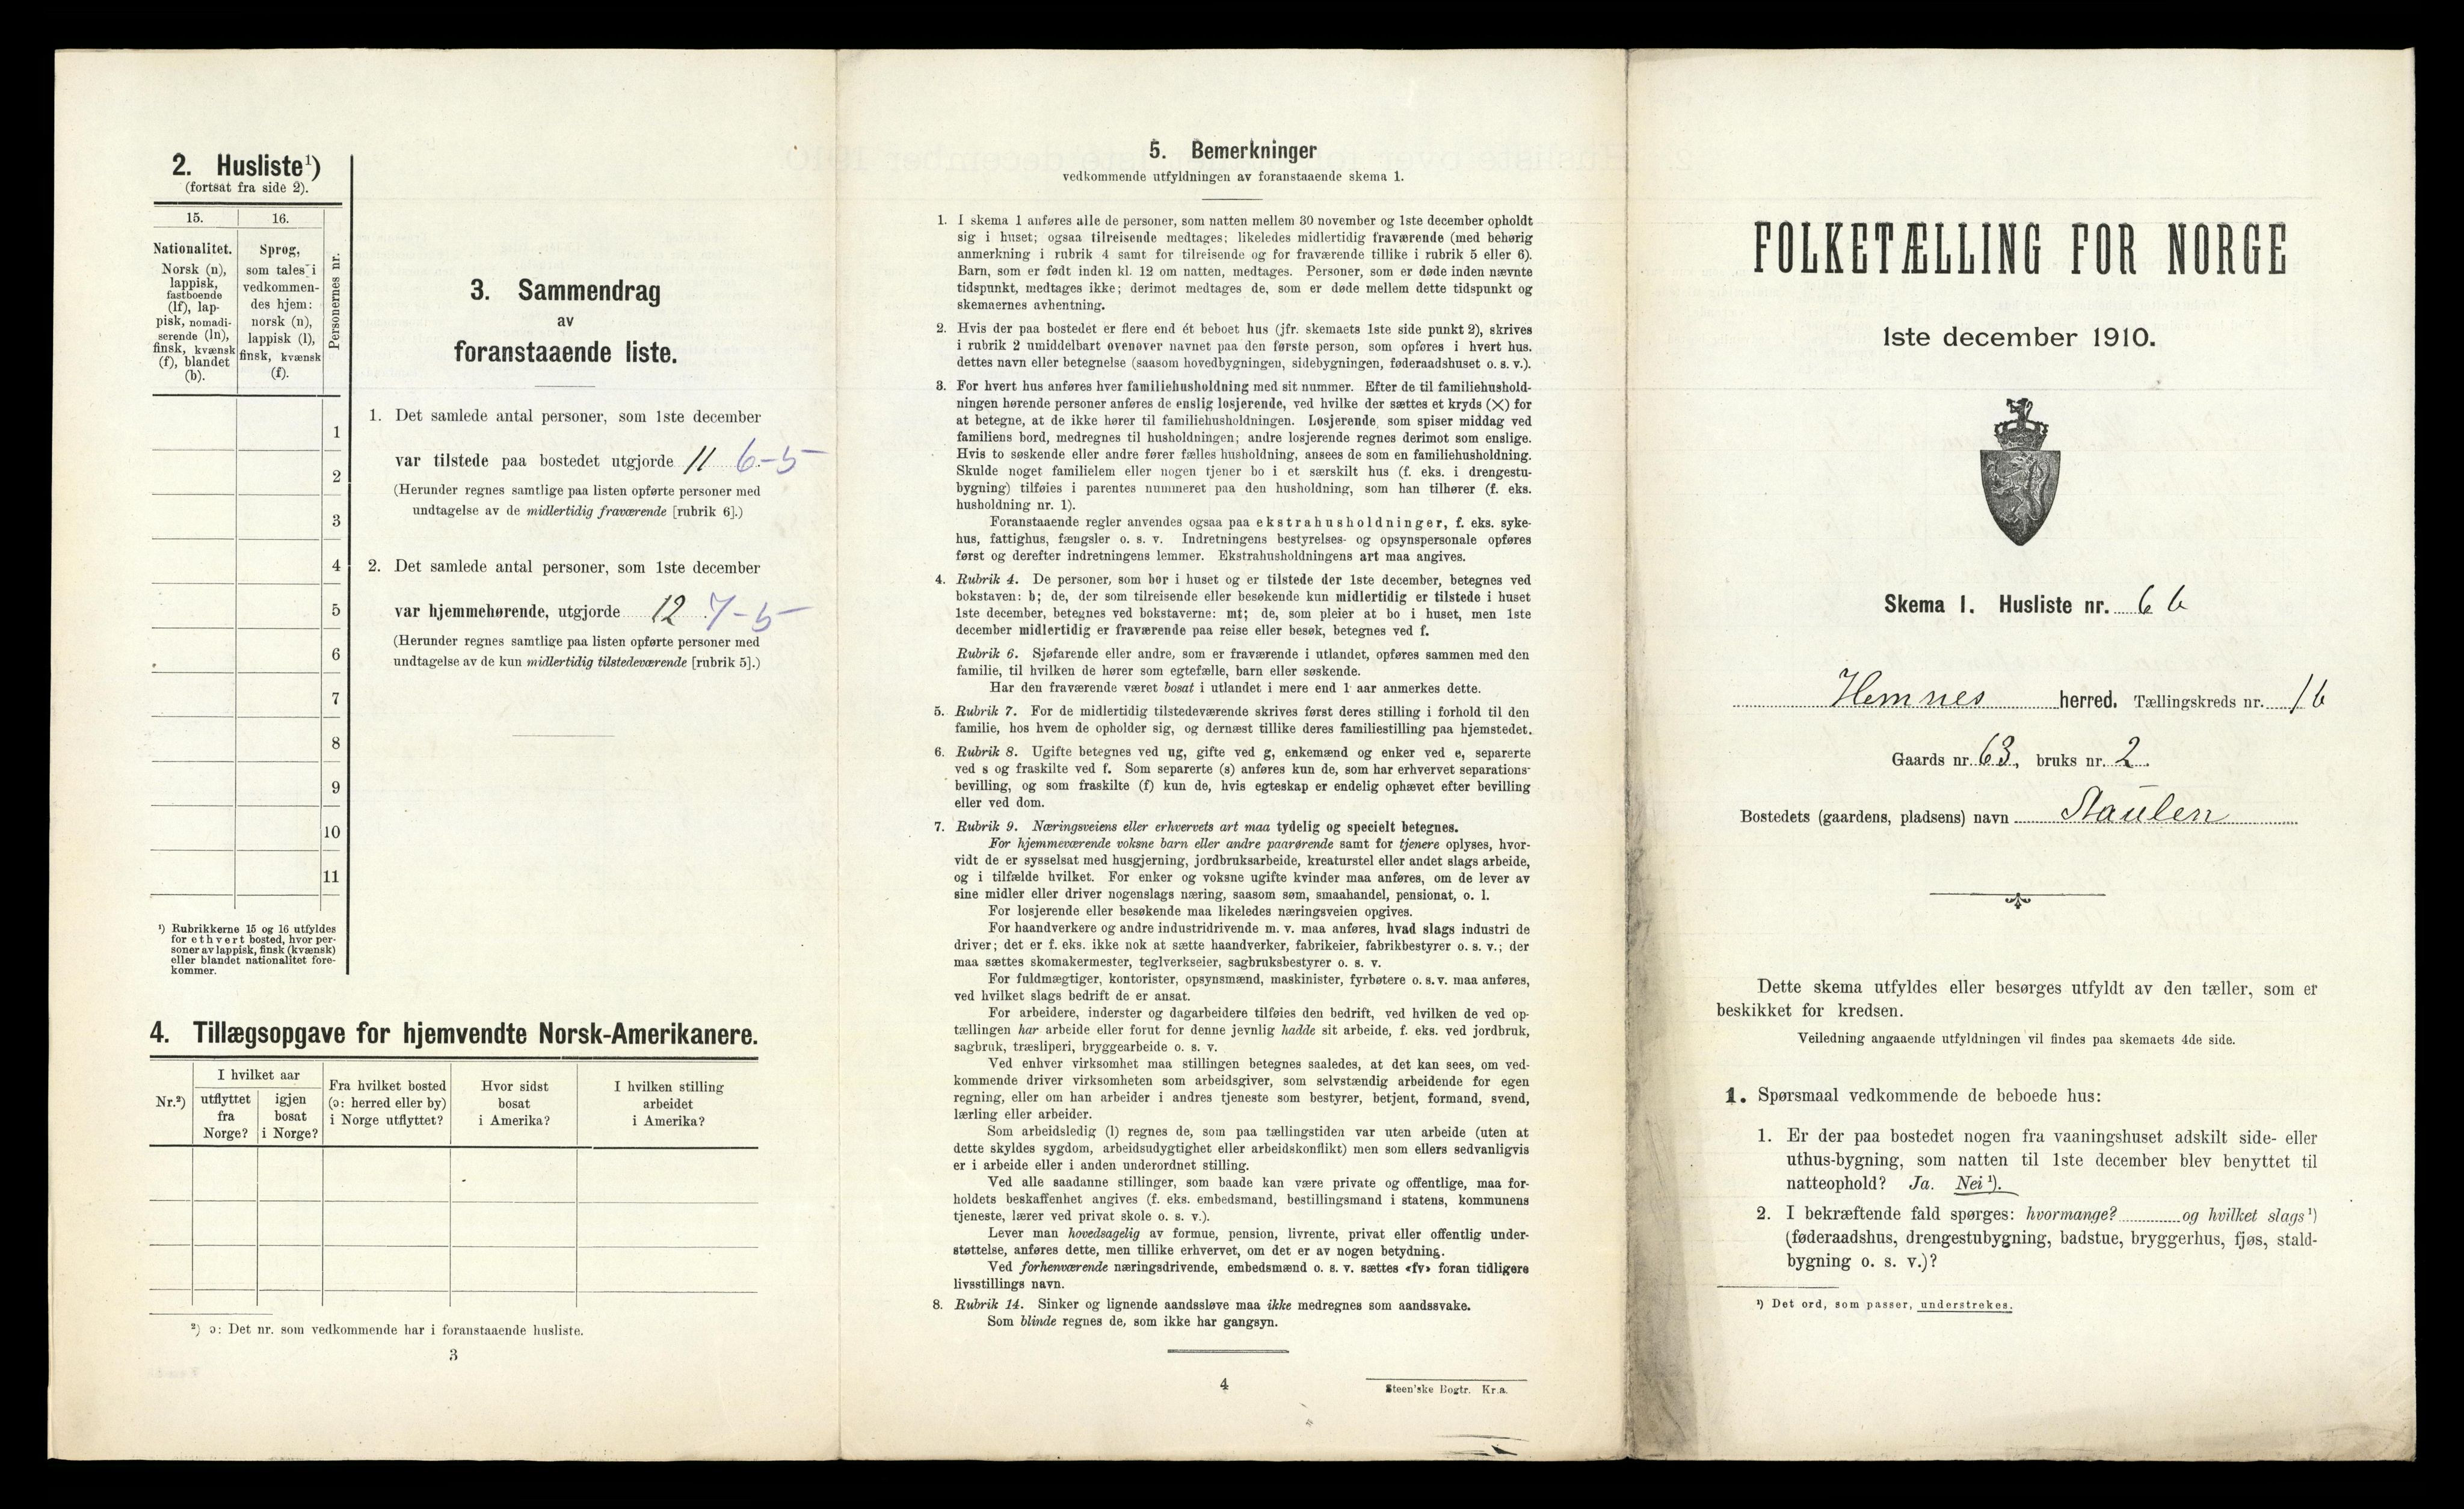 2. Husliste¹)
(fortsat fra side 2).
15.
16.
Personernes nr.
Nationalitet.
Norsk (n),
lappisk,
fastboende
(lf), lap-
pisk, nomadi-
serende (ln),
finsk, kvænsk
(f), blandet
(b).
Sprog,
som tales i
vedkommen-
des hjem:
norsk (n),
lappisk (l),
finsk, kvænsk
(f).
1
2
3
4
5
6
7
8
9
10
11
¹) Rubrikkerne 15 og 16 utfyldes
for ethvert bosted, hvor per-
soner av lappisk, finsk (kvænsk)
eller blandet nationalitet fore-
kommer.
3. Sammendrag
av
foranstaaende liste.
1. Det samlede antal personer, som 1ste december
var tilstede paa bostedet utgjorde 11 6-5
(Herunder regnes samtlige paa listen opførte personer med
undtagelse av de midlertidig fraværende [rubrik 6].)
2. Det samlede antal personer, som 1ste december
var hjemmehørende, utgjorde 12 7-5
(Herunder regnes samtlige paa listen opførte personer med
undtagelse av de kun midlertidig tilstedeværende [rubrik 5].)
4. Tillægsopgave for hjemvendte Norsk-Amerikanere.
Nr.²)
I hvilket aar
utflyttet
fra
Norge?
igjen
bosat
i Norge?
Fra hvilket bosted
(ɔ: herred eller by)
i Norge utflyttet?
Hvor sidst
bosat
i Amerika?
I hvilken stilling
arbeidet
i Amerika?
²) ɔ: Det nr. som vedkommende har i foranstaaende husliste.
3
5. Bemerkninger
vedkommende utfyldningen av foranstaaende skema 1.
1. I skema 1 anføres alle de personer, som natten mellem 30 november og 1ste december opholdt
sig i huset; ogsaa tilreisende medtages; likeledes midlertidig fraværende (med behørig
anmerkning i rubrik 4 samt for tilreisende og for fraværende tillike i rubrik 5 eller 6).
Barn, som er født inden kl. 12 om natten, medtages. Personer, som er døde inden nævnte
tidspunkt, medtages ikke; derimot medtages de, som er døde mellem dette tidspunkt og
skemaernes avhentning.
2. Hvis der paa bostedet er flere end ét beboet hus (jfr. skemaets 1ste side punkt 2), skrives
i rubrik 2 umiddelbart ovenover navnet paa den første person, som opføres i hvert hus.
dettes navn eller betegnelse (saasom hovedbygningen, sidebygningen, føderaadshuset o. s. v.).
3. For hvert hus anføres hver familiehusholdning med sit nummer. Efter de til familiehushold-
ningen hørende personer anføres de enslig losjerende, ved hvilke der sættes et kryds (✕) for
at betegne, at de ikke hører til familiehusholdningen. Losjerende som spiser middag ved
familiens bord, medregnes til husholdningen; andre losjerende regnes derimot som enslige.
Hvis to søskende eller andre fører fælles husholdning, ansees de som en familiehusholdning.
Skulde noget familielem eller nogen tjener bo i et særskilt hus (f. eks. i drengestu-
bygning) tilføies i parentes nummeret paa den husholdning, som han tilhører (f. eks.
husholdning nr. 1).
Foranstaaende regler anvendes ogsaa paa ekstrahusholdninger, f. eks. syke-
hus, fattighus, fængsler o. s. v. Indretningens bestyrelses- og opsynspersonale opføres
først og derefter indretningens lemmer. Ekstrahusholdningens art maa angives.
4. Rubrik 4. De personer, som bor i huset og er tilstede der 1ste december, betegnes ved
bokstaven: b; de, der som tilreisende eller besøkende kun midlertidig er tilstede i huset
1ste december, betegnes ved bokstaverne: mt; de, som pleier at bo i huset, men 1ste
december midlertidig er fraværende paa reise eller besøk, betegnes ved f.
Rubrik 6. Sjøfarende eller andre, som er fraværende i utlandet, opføres sammen med den
familie, til hvilken de hører som egtefælle, barn eller søskende.
Har den fraværende været bosat i utlandet i mere end 1 aar anmerkes dette.
5. Rubrik 7. For de midlertidig tilstedeværende skrives først deres stilling i forhold til den
familie, hos hvem de opholder sig, og dernæst tillike deres familiestilling paa hjemstedet.
6. Rubrik 8. Ugifte betegnes ved ug, gifte ved g, enkemænd og enker ved e, separerte
ved s og fraskilte ved f. Som separerte (s) anføres kun de, som har erhvervet separations-
bevilling, og som fraskilte (f) kun de, hvis egteskap er endelig ophævet efter bevilling
eller ved dom.
7. Rubrik 9. Næringsveiens eller erhvervets art maa tydelig og specielt betegnes.
For hjemmeværende voksne barn eller andre paarørende samt for tjenere oplyses, hvor-
vidt de er sysselsat med husgjerning, jordbruksarbeide, kreaturstel eller andet slags arbeide,
og i tilfælde hvilket. For enker og voksne ugifte kvinder maa anføres, om de lever av
sine midler eller driver nogenslags næring, saasom søm, smaahandel, pensionat, o. l.
For losjerende eller besøkende maa likeledes næringsveien opgives.
For haandverkere og andre industridrivende m. v. maa anføres, hvad slags industri de
driver; det er f. eks. ikke nok at sætte haandverker, fabrikeier, fabrikbestyrer o. s. v.; der
maa sættes skomakermester, teglverkseier, sagbruksbestyrer o. s. v.
For fuldmægtiger, kontorister, opsynsmænd, maskinister, fyrbøtere o. s. v. maa anføres,
ved hvilket slags bedrift de er ansat.
For arbeidere, inderster og dagarbeidere tilføies den bedrift, ved hvilken de ved op-
tællingen har arbeide eller forut for denne jevnlig hadde sit arbeide, f. eks. ved jordbruk,
sagbruk, træsliperi, bryggearbeide o. s. v.
Ved enhver virksomhet maa stillingen betegnes saaledes, at det kan sees, om ved-
kommende driver virksomheten som arbeidsgiver, som selvstændig arbeidende for egen
regning, eller om han arbeider i andres tjeneste som bestyrer, betjent, formand, svend,
lærling eller arbeider.
Som arbeidsledig (l) regnes de, som paa tællingstiden var uten arbeide (uten at
dette skyldes sygdom, arbeidsudygtighet eller arbeidskonflikt) men som ellers sedvanligvis
er i arbeide eller i anden underordnet stilling.
Ved alle saadanne stillinger, som baade kan være private og offentlige, maa for-
holdets beskaffenhet angives (f. eks. embedsmand, bestillingsmand i statens, kommunens
tjeneste, lærer ved privat skole o. s. v.).
Lever man hovedsagelig av formue, pension, livrente, privat eller offentlig under-
støttelse, anføres dette, men tillike erhvervet, om det er av nogen betydning.
Ved forhenværende næringsdrivende, embedsmænd o. s. v. sættes «fv» foran tidligere
livsstillings navn.
8. Rubrik 14. Sinker og lignende aandssløve maa ikke medregnes som aandssvake.
Som blinde regnes de, som ikke har gangsyn.
4
Steen'ske Bogtr. Kr.a.
FOLKETÆLLING FOR NORGE
1ste december 1910.
Skema 1. Husliste nr. 6 b
Hemnes herred. Tællingskreds nr. 1 b
Gaards nr. 63, bruks nr. 2.
Bostedets (gaardens, pladsens) navn Staulen
Dette skema utfyldes eller besørges utfyldt av den tæller, som er
beskikket for kredsen.
Veiledning angaaende utfyldningen vil findes paa skemaets 4de side.
1. Spørsmaal vedkommende de beboede hus:
1. Er der paa bostedet nogen fra vaaningshuset adskilt side- eller
uthus-bygning, som natten til 1ste december blev benyttet til
natteophold? Ja. Nei¹).
2. I bekræftende fald spørges: hvormange? og hvilket slags¹)
(føderaadshus, drengestubygning, badstue, bryggerhus, fjøs, stald-
bygning o. s. v.)?
¹) Det ord, som passer, understrekes.